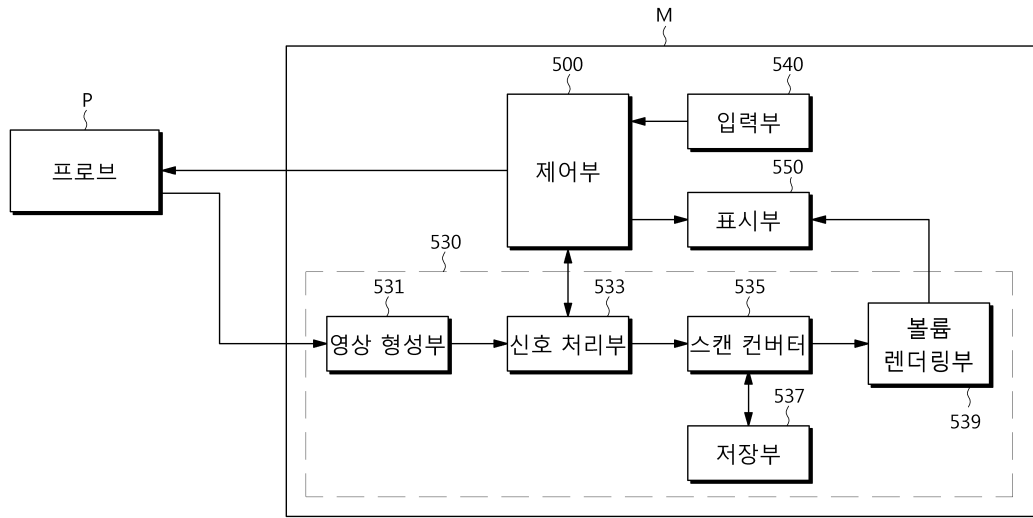 M
500
540
P
입력부
프로브
제어부
550
표시부
530
531
533
535
영상 형성부
신호 처리부
스캔 컨버터
볼륨
렌더링부
537
539
저장부